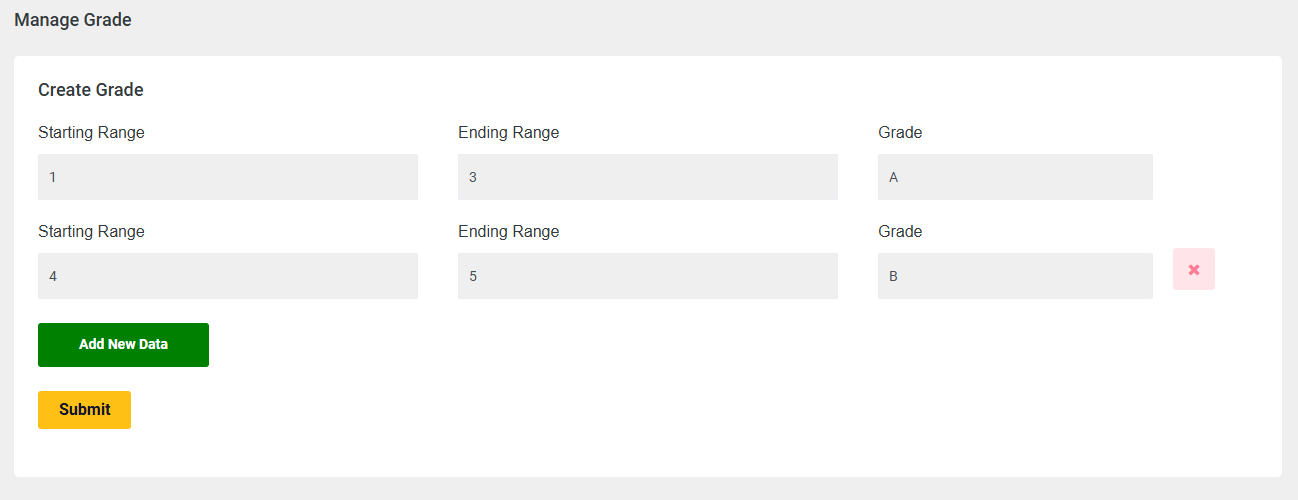 Manage Grade
Create Grade
Starting Range Ending Range Grade
1 3 A
Starting Range Ending Range Grade
4 5 B
Add New Data
Submit